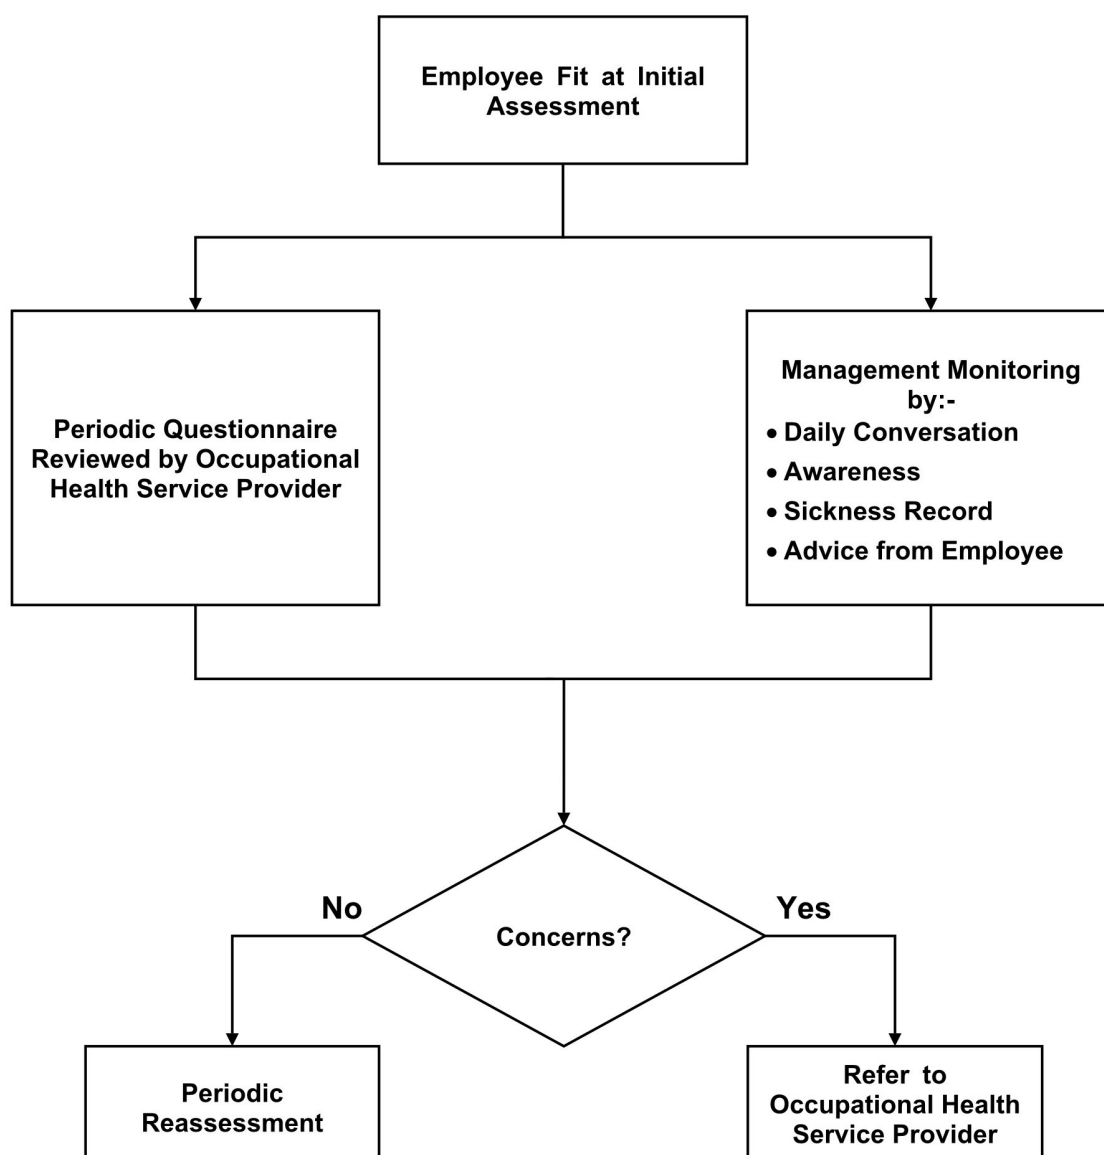 Employee Fit at Initial
Assessment
Periodic Questionnaire
Reviewed by Occupational
Health Service Provider
Management Monitoring
by:-
• Daily Conversation
• Awareness
• Sickness Record
• Advice from Employee
No
Yes
Concerns?
Periodic
Reassessment
Refer to
Occupational Health
Service Provider